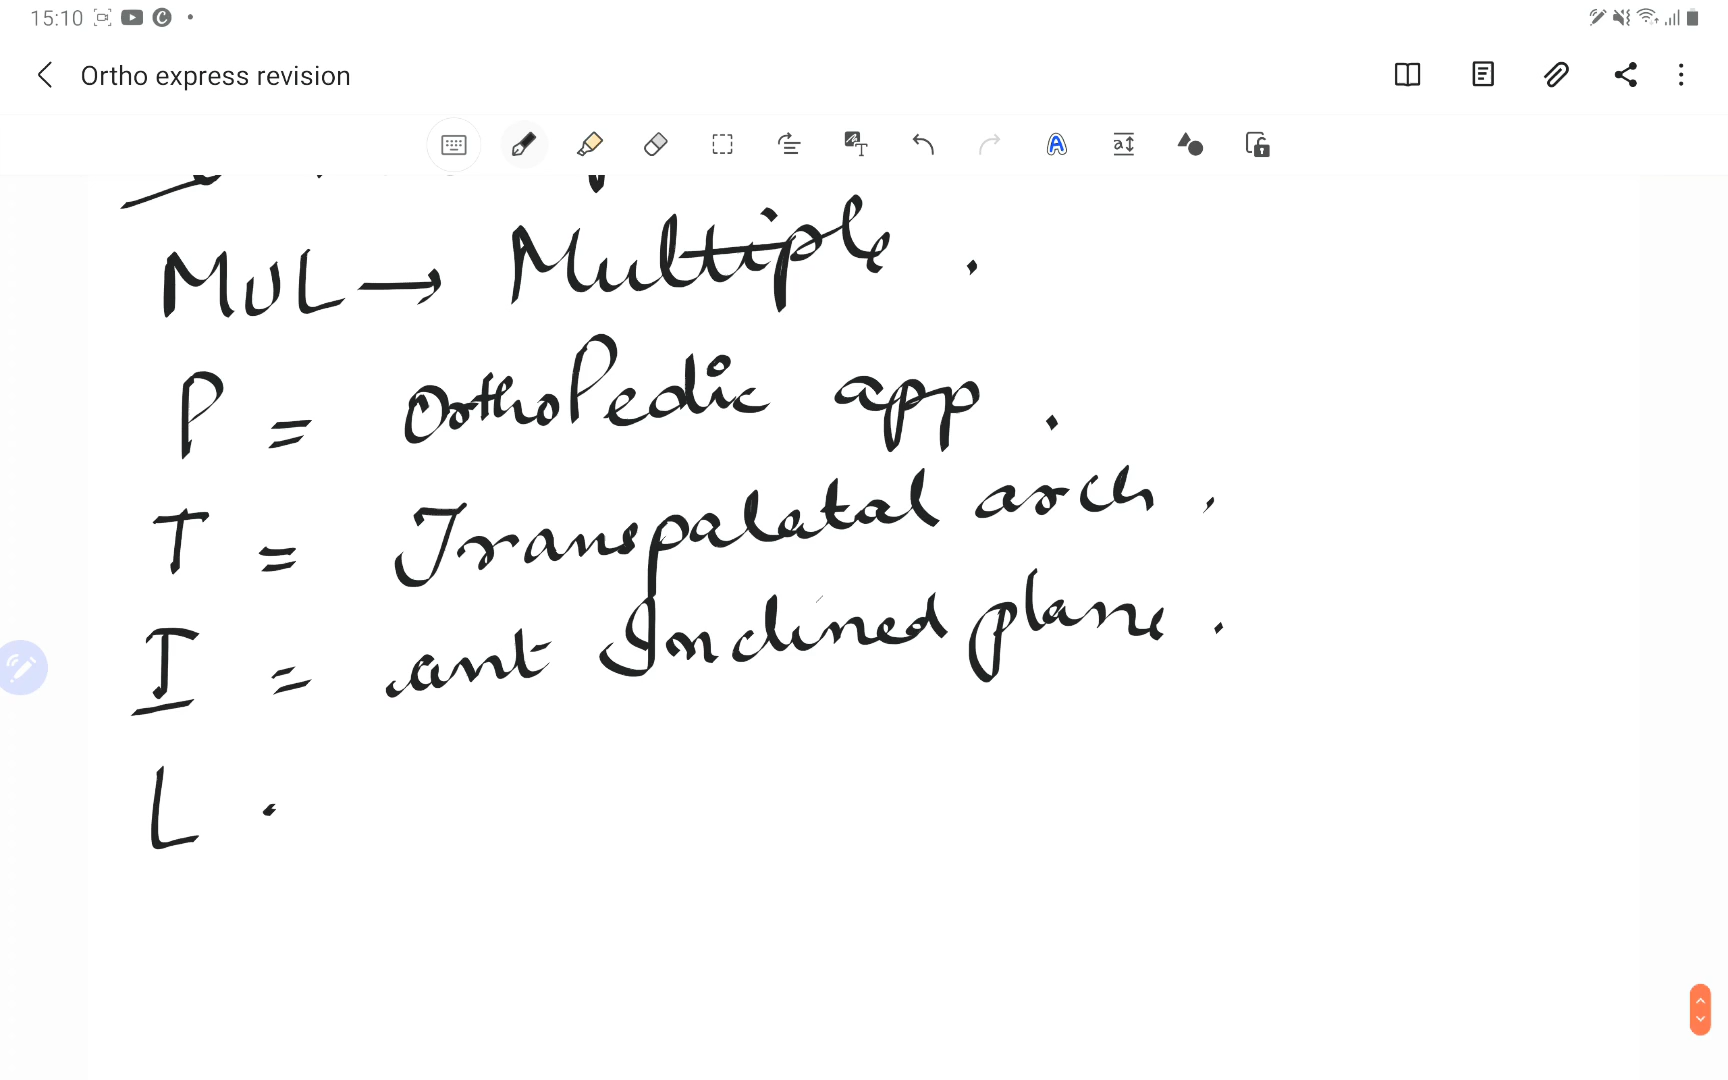 15:10
Ortho express revision
MUL → Multiple .
P = OrthoPedic app .
T = Transpalatal arch .
I = ant Inclined plane .
L .